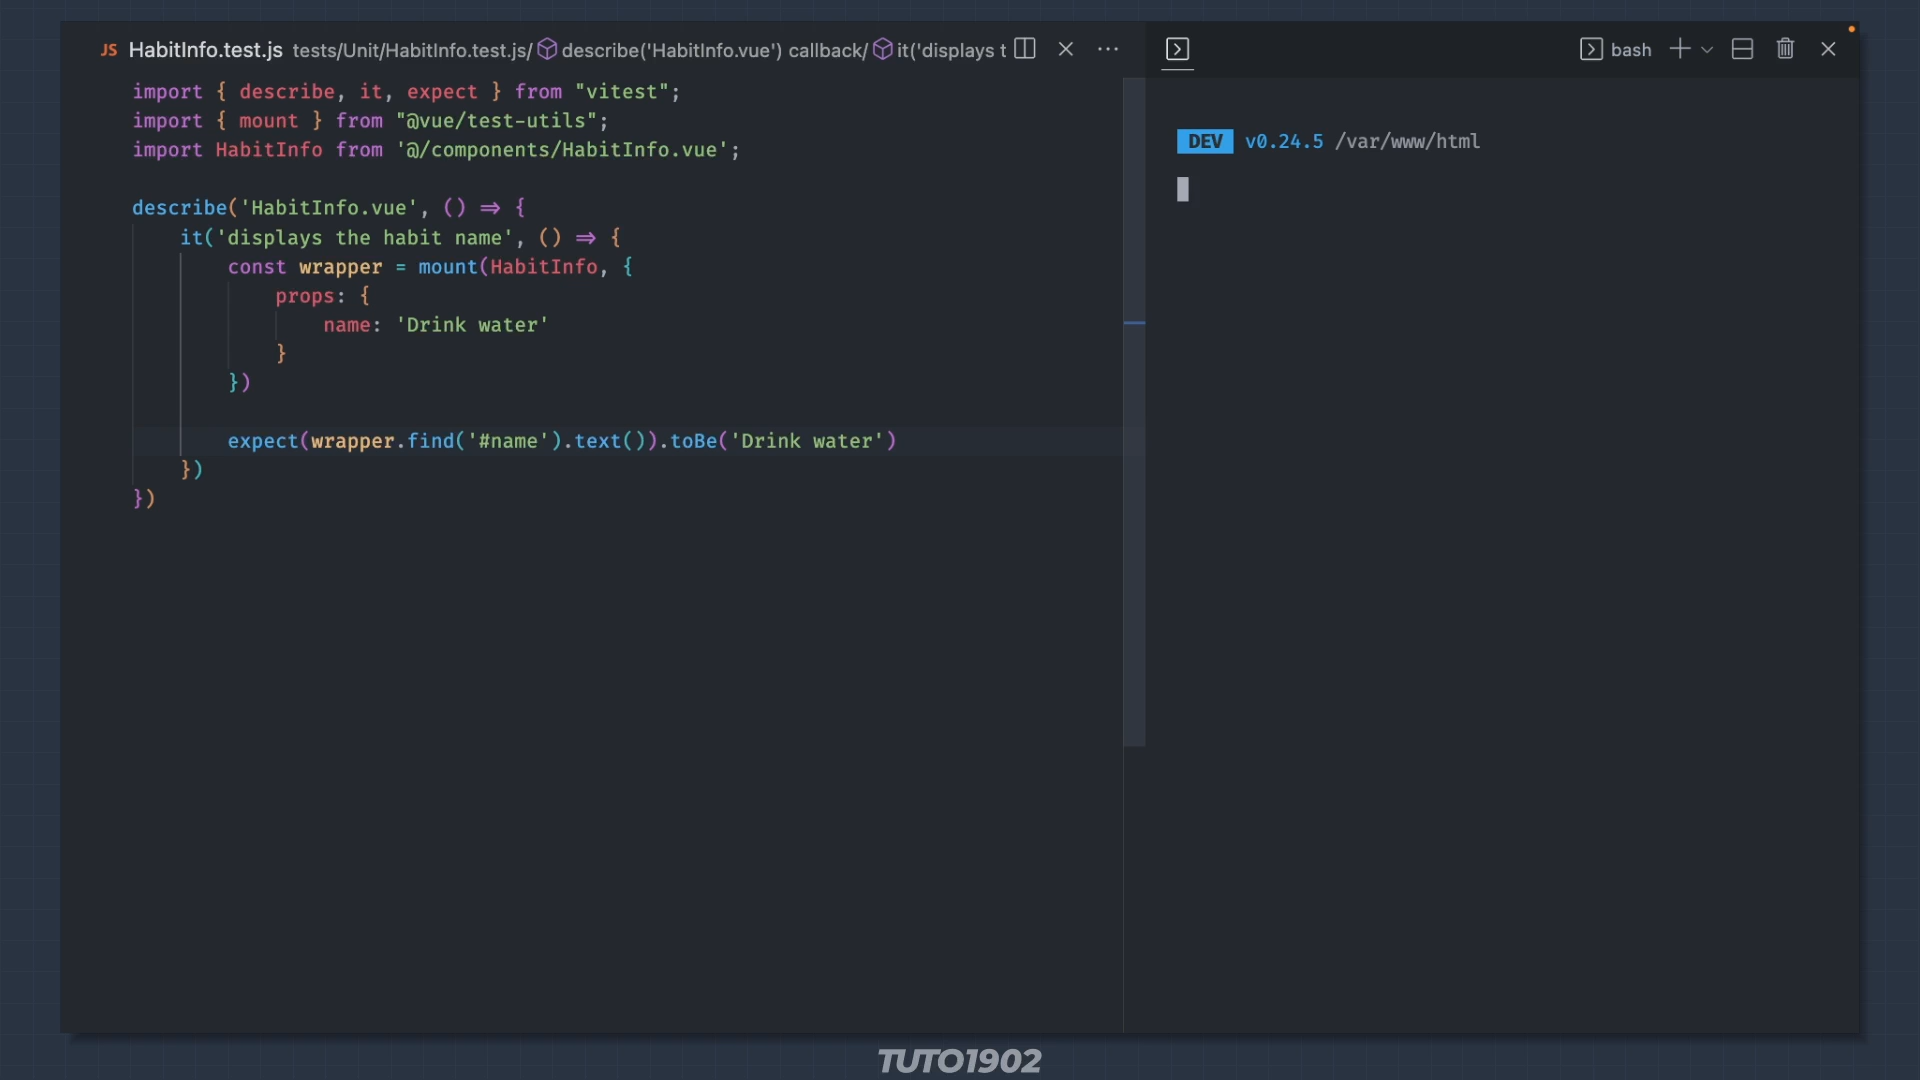 JS HabitInfo.test.js tests/Unit/HabitInfo.test.js/ describe('HabitInfo.vue') callback/ it('displays t
bash
import { describe, it, expect } from "vitest";
import { mount } from "@vue/test-utils";
import HabitInfo from '@/components/HabitInfo.vue';
describe('HabitInfo.vue', () => {
it('displays the habit name', () => {
const wrapper = mount(HabitInfo, {
props: {
name: 'Drink water'
}
})
expect(wrapper.find('#name').text()).toBe('Drink water')
})
})
DEV v0.24.5 /var/www/html
TUTO1902